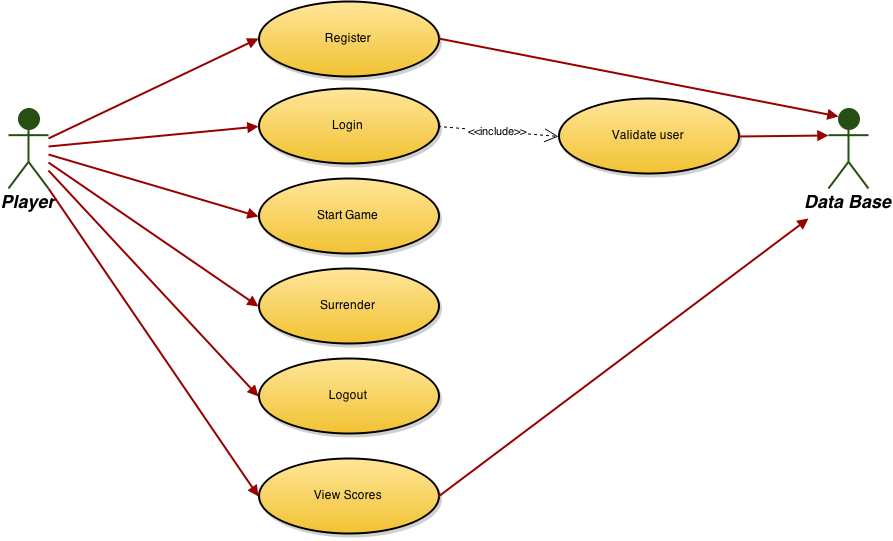 Register
Login
<<include>>
Validate user
Player
Data Base
Start Game
Surrender
Logout
View Scores